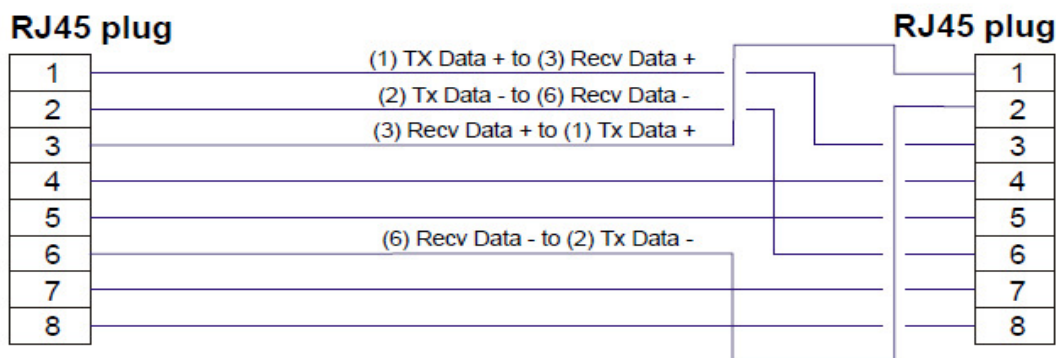 RJ45 plug RJ45 plug
1 (1) TX Data + to (3) Recv Data + 1
2 (2) Tx Data - to (6) Recv Data - 2
3 (3) Recv Data + to (1) Tx Data + 3
4 4
5 5
6 (6) Recv Data - to (2) Tx Data - 6
7 7
8 8